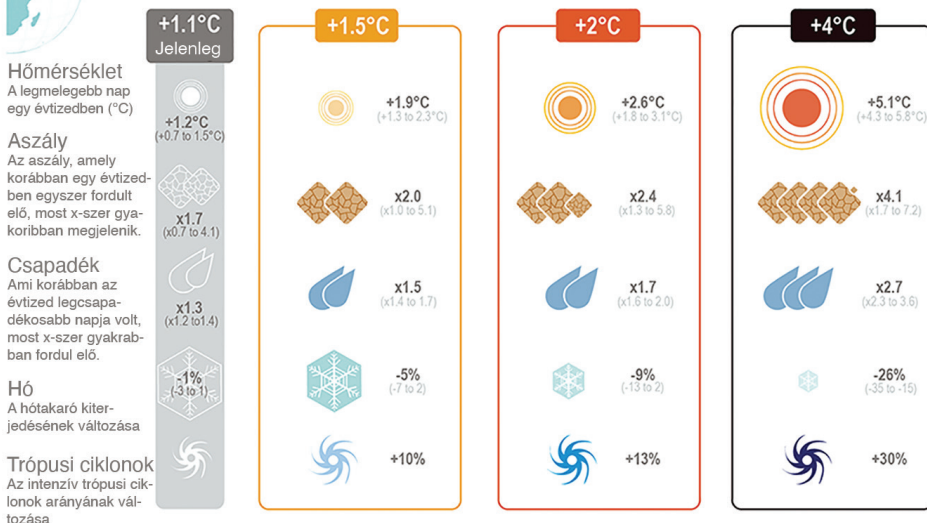 +1.1°C
Jelenleg
+1.5°C
+2°C
+4°C
Hőmérséklet
A legmelegebb nap
egy évtizedben (°C)
+1.2°C
(+0.7 to 1.5°C)
+1.9°C
(+1.3 to 2.3°C)
+2.6°C
(+1.8 to 3.1°C)
+5.1°C
(+4.3 to 5.8°C)
Aszály
Az aszály, amely
korábban egy évtized-
ben egyszer fordult
elő, most x-szer gya-
koribban megjelenik.
x1.7
(x0.7 to 4.1)
x2.0
(x1.0 to 5.1)
x2.4
(x1.3 to 5.8)
x4.1
(x1.7 to 7.2)
Csapadék
Ami korábban az
évtized legcsapa-
dékosabb napja volt,
most x-szer gyakrab-
ban fordul elő.
x1.3
(x1.2 to1.4)
x1.5
(x1.4 to 1.7)
x1.7
(x1.6 to 2.0)
x2.7
(x2.3 to 3.6)
Hó
A hótakaró kiter-
jedésének változása
-1%
(-3 to 1)
-5%
(-7 to 2)
-9%
(-13 to 2)
-26%
(-35 to -15)
Trópusi ciklonok
Az intenzív trópusi cik-
lonok arányának vál-
tozása
+10%
+13%
+30%